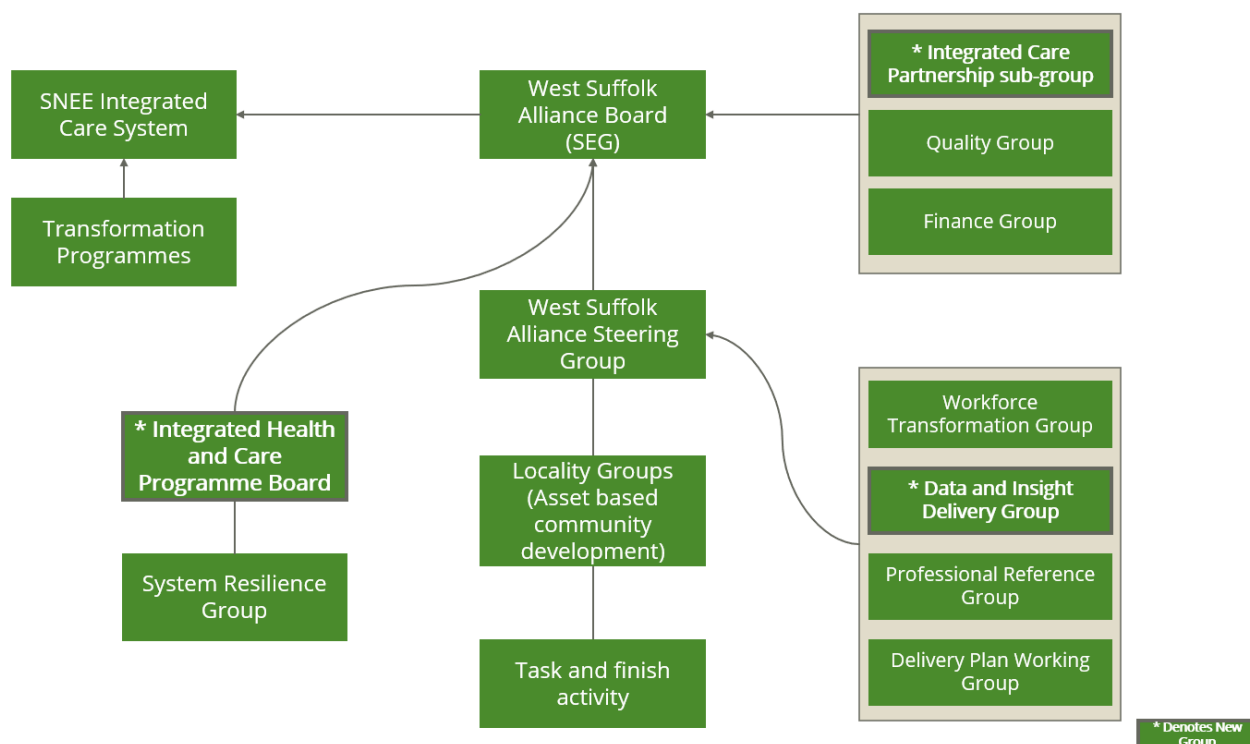 SNEE Integrated
Care System
Transformation
Programmes
West Suffolk
Alliance Board
(SEG)
West Suffolk
Alliance Steering
Group
* Integrated Health
and Care
Programme Board
System Resilience
Group
Locality Groups
(Asset based
community
development)
Task and finish
activity
* Integrated Care
Partnership sub-group
Quality Group
Finance Group
Workforce
Transformation Group
* Data and Insight
Delivery Group
Professional Reference
Group
Delivery Plan Working
Group
* Denotes New
Group